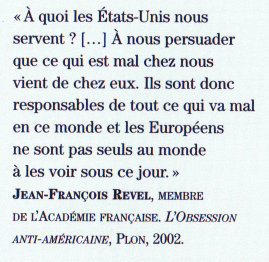 « À quoi les États-Unis nous
servent ? [...] À nous persuader
que ce qui est mal chez nous
vient de chez eux. Ils sont donc
responsables de tout ce qui va mal
en ce monde et les Européens
ne sont pas seuls au monde
à les voir sous ce jour. »
JEAN-FRANÇOIS REVEL, MEMBRE
DE L'ACADÉMIE FRANÇAISE. L'OBSESSION
ANTI-AMÉRICAINE, PLON, 2002.